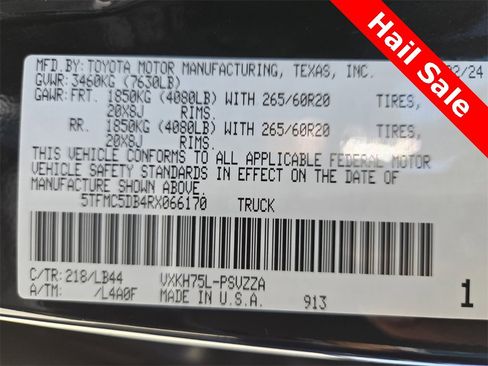 Hail Sale
MFD.BY: TOYOTA MOTOR MANUFACTURING, TEXAS, INC. 02/24
GVWR: 3460KG (7630LB)
GAWR: FRT. 1850KG (4080LB) WITH 265/60R20 TIRES,
20X8J RIMS.
RR. 1850KG (4080LB) WITH 265/60R20 TIRES,
20X8J RIMS.
THIS VEHICLE CONFORMS TO ALL APPLICABLE FEDERAL MOTOR
VEHICLE SAFETY STANDARDS IN EFFECT ON THE DATE OF
MANUFACTURE SHOWN ABOVE.
5TFMC5DB4RX066170 TRUCK
C/TR: 218/LB44 VXKH75L-PSVZZA
A/TM: /L4A0F MADE IN U.S.A. 913 1